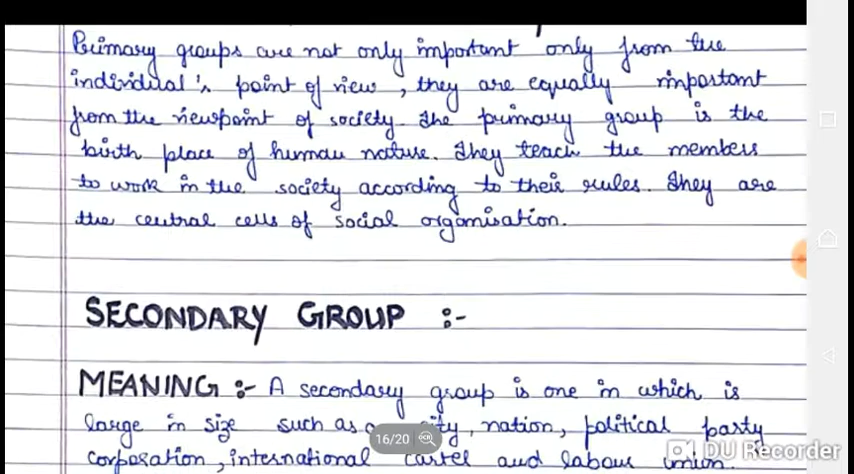 Primary groups are not only important only from the
individual's point of view, they are equally important
from the viewpoint of society. The primary group is the
birth place of human nature. They teach the members
to work in the society according to their rules. They are
the central cells of social organisation.
SECONDARY GROUP :-
MEANING :- A secondary group is one in which is
large in size such as a city, nation, political party
16/20
corporation, international cartel and labour union
DU Recorder